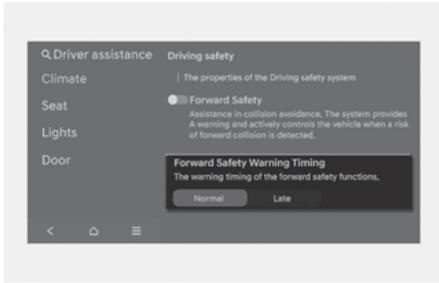 Driver assistance
Climate
Seat
Lights
Door
Driving safety
The properties of the Driving safety system
Forward Safety
Assistance in collision avoidance, The system provides
A warning and actively controls the vehicle when a risk
of forward collision is detected,
Forward Safety Warning Timing
The warning timing of the forward safety functions,
Normal
Late